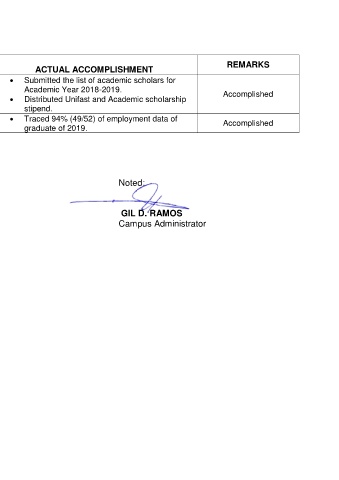 ACTUAL ACCOMPLISHMENT
REMARKS
• Submitted the list of academic scholars for
Academic Year 2018-2019.
• Distributed Unifast and Academic scholarship
stipend.
Accomplished
• Traced 94% (49/52) of employment data of
graduate of 2019.
Accomplished
Noted:
GIL D. RAMOS
Campus Administrator